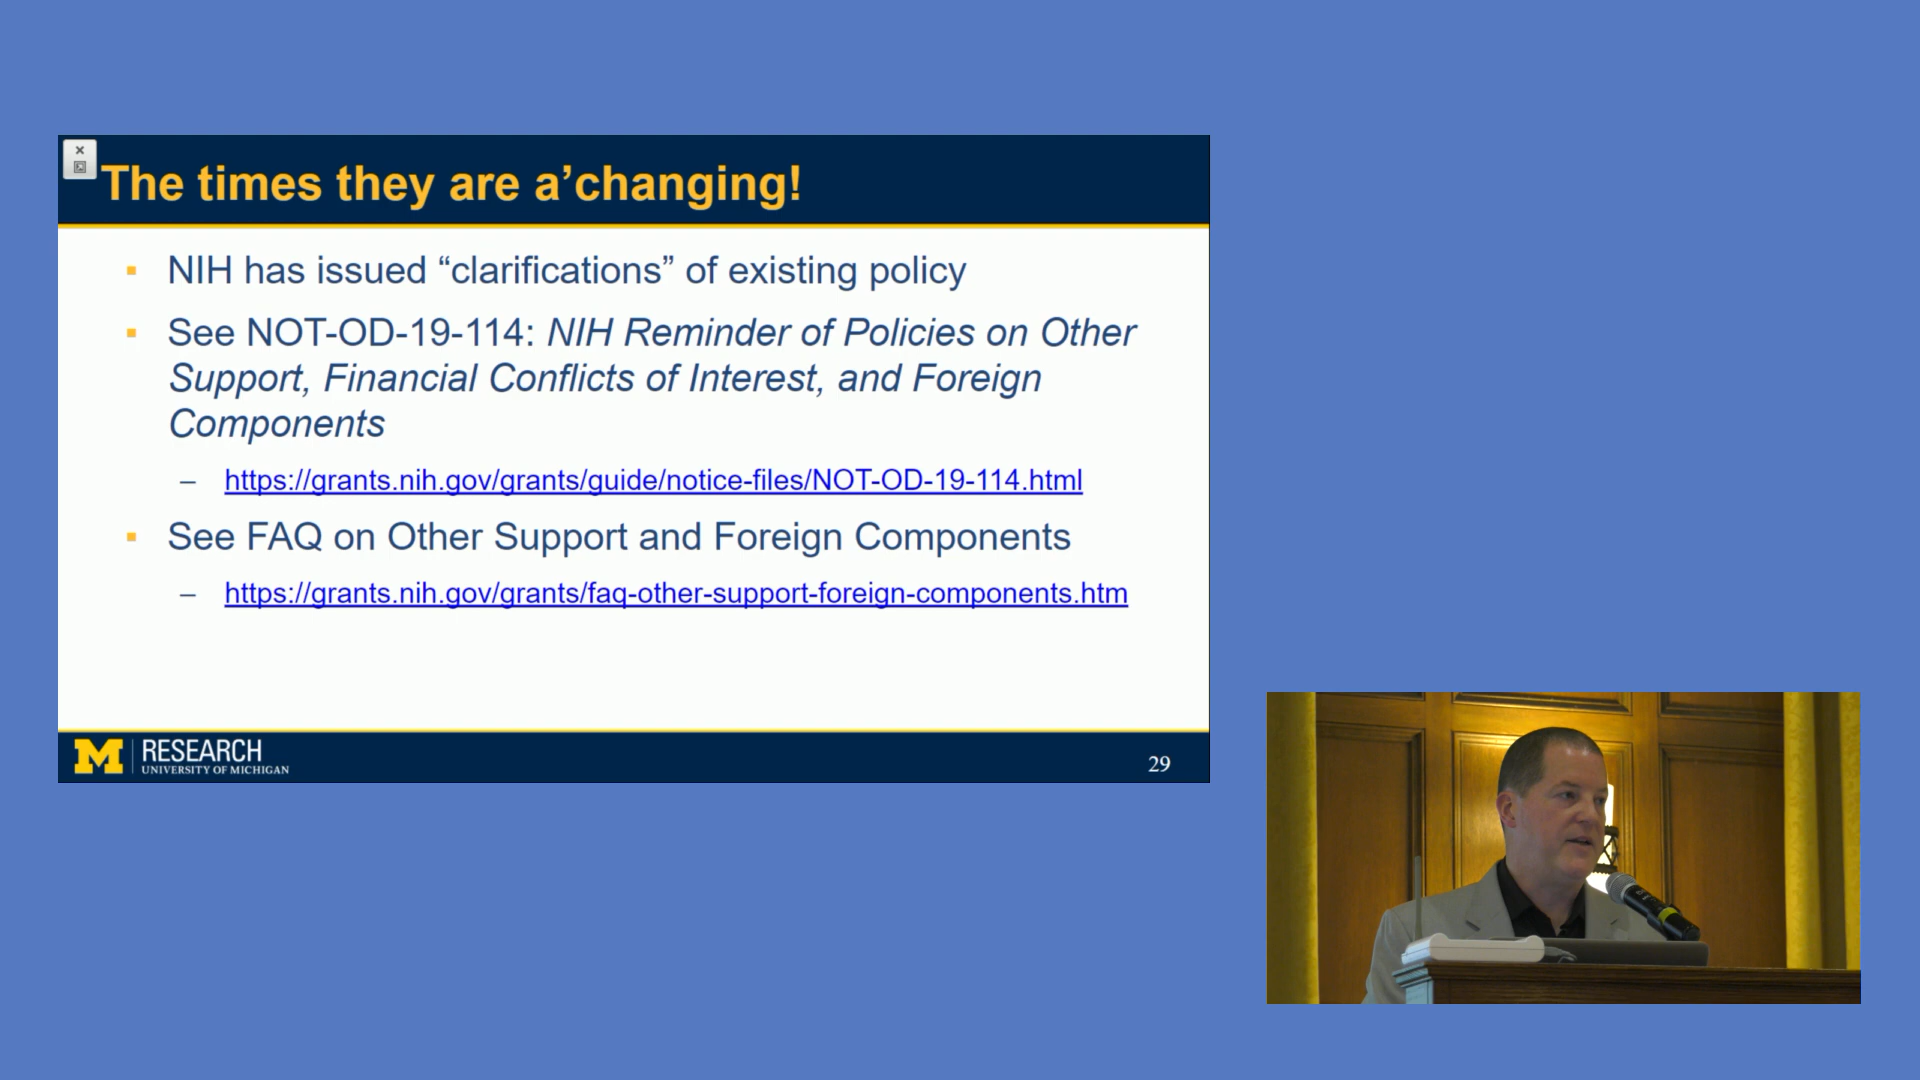 The times they are a’changing!
NIH has issued “clarifications” of existing policy
See NOT-OD-19-114: NIH Reminder of Policies on Other
Support, Financial Conflicts of Interest, and Foreign
Components
– https://grants.nih.gov/grants/guide/notice-files/NOT-OD-19-114.html
See FAQ on Other Support and Foreign Components
– https://grants.nih.gov/grants/faq-other-support-foreign-components.htm
M RESEARCH
UNIVERSITY OF MICHIGAN
29